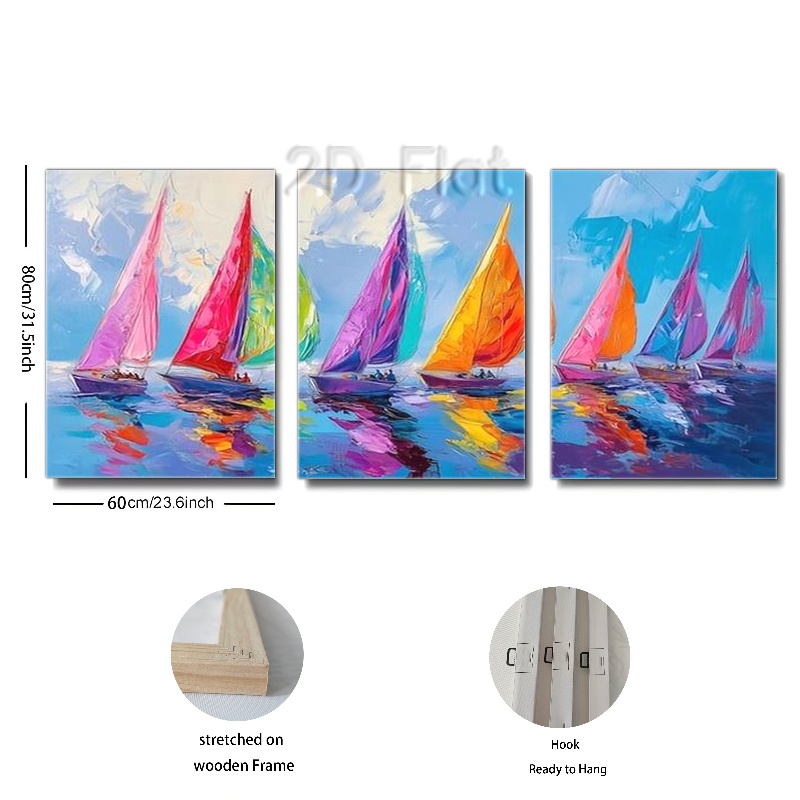 2D Flat
80cm/31.5inch
60cm/23.6inch
stretched on
wooden Frame
Hook
Ready to Hang